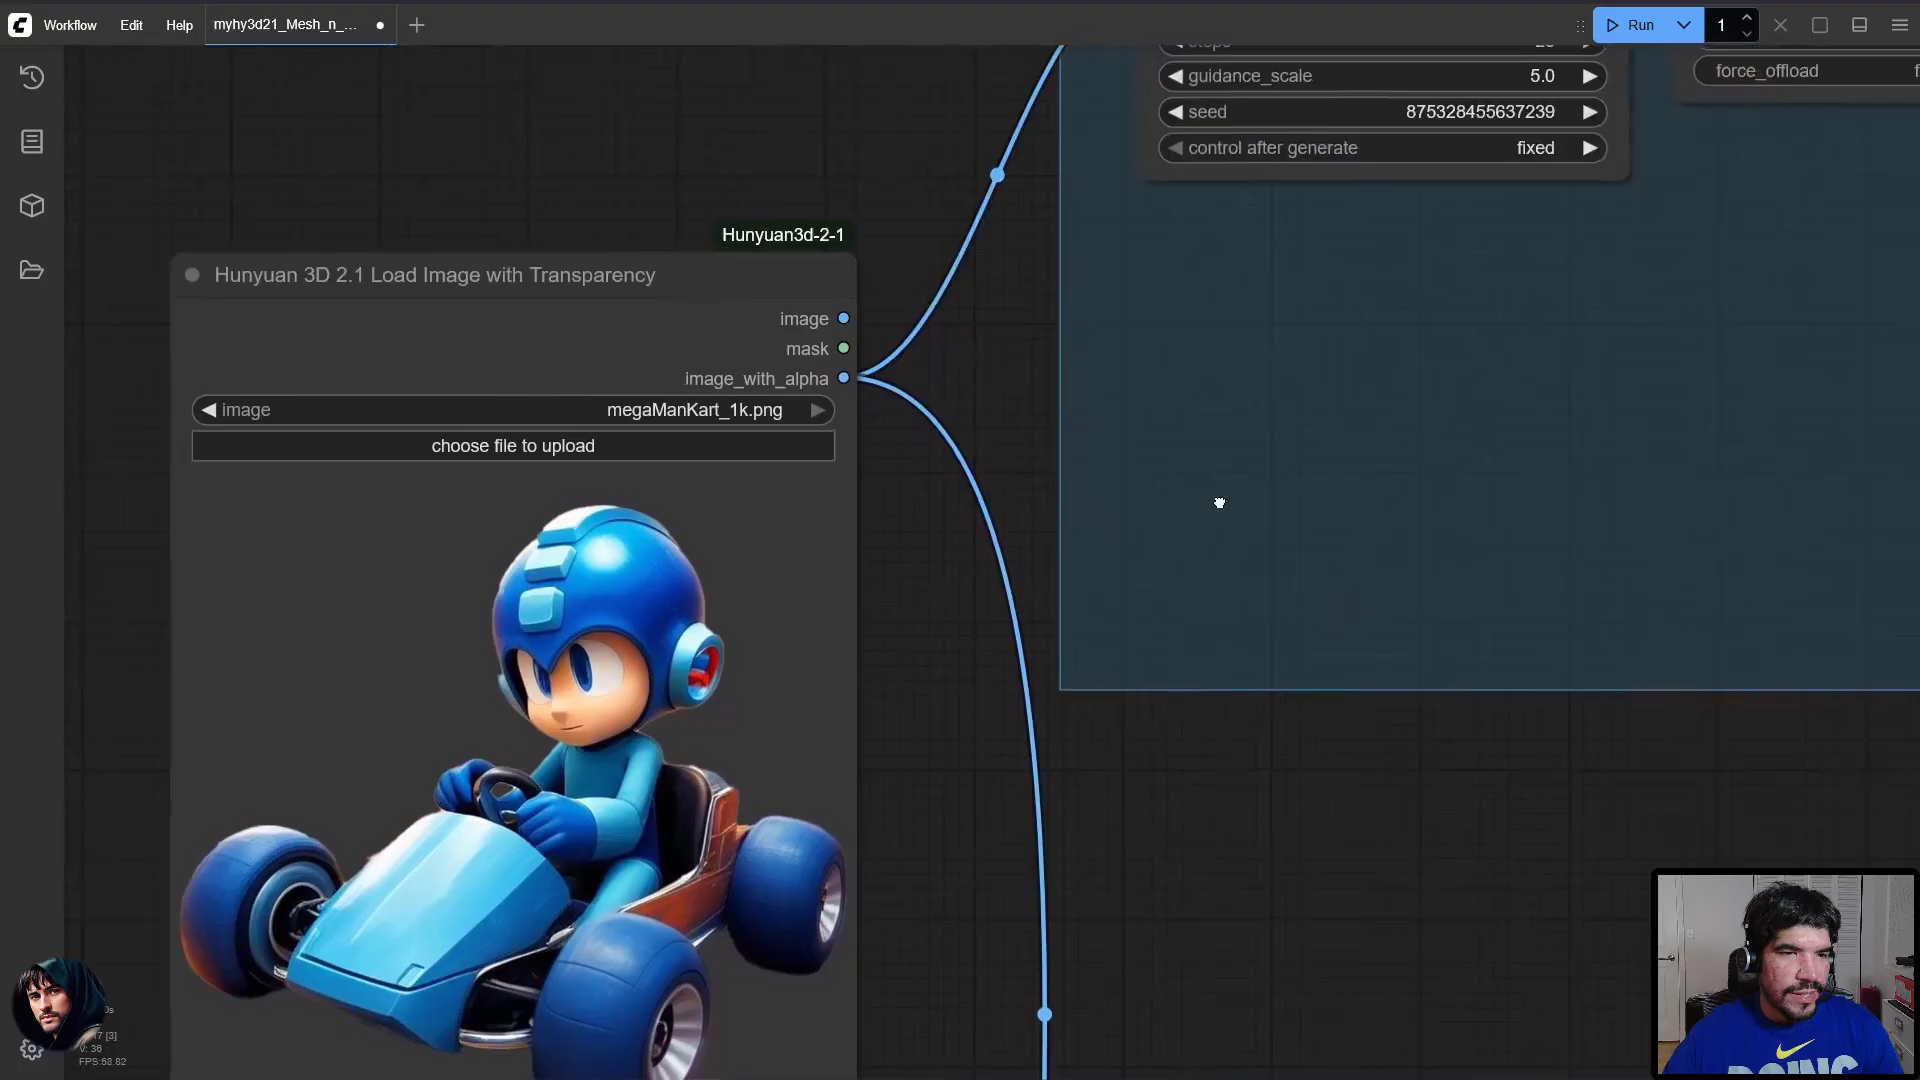 Workflow
Edit
Help
myhy3d21_Mesh_n_...
Run
1
guidance_scale 5.0
seed 875328455637239
control after generate fixed
force_offload
Hunyuan3d-2-1
Hunyuan 3D 2.1 Load Image with Transparency
image
mask
image_with_alpha
image megaManKart_1k.png
choose file to upload
V: 36
FPS:58.82